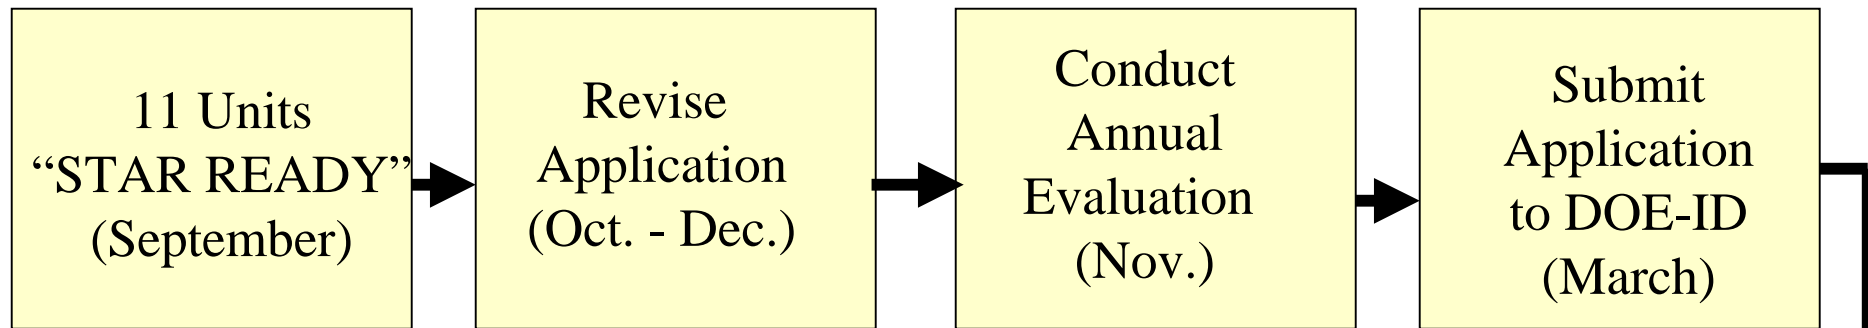 11 Units
“STAR READY”
(September)
Revise
Application
(Oct. - Dec.)
Conduct
Annual
Evaluation
(Nov.)
Submit
Application
to DOE-ID
(March)